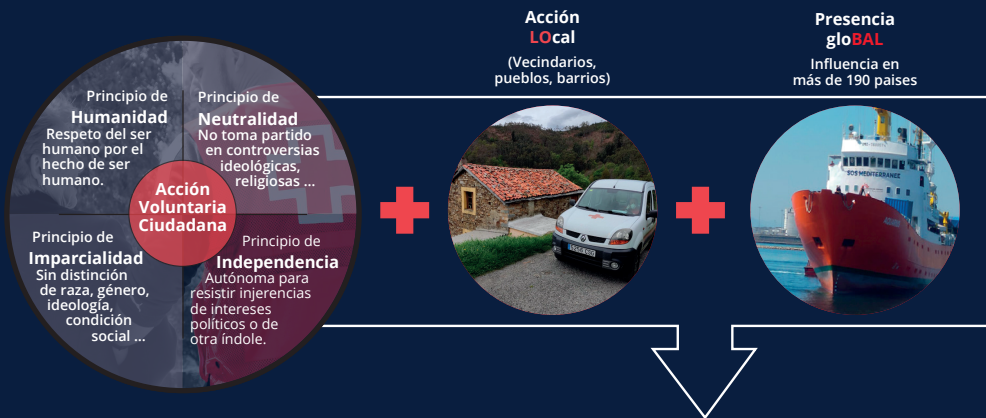 Acción
LOcal
(Vecindarios,
pueblos, barrios)
Presencia
gloBAL
Influencia en
más de 190 paises
Principio de
Humanidad
Respeto del ser
humano por el
hecho de ser
humano.
Principio de
Neutralidad
No toma partido
en controversias
ideológicas,
religiosas ...
Acción
Voluntaria
Ciudadana
Principio de
Imparcialidad
Sin distinción
de raza, género,
ideología,
condición
social ...
Principio de
Independencia
Autónoma para
resistir injerencias
de intereses
políticos o de
otra índole.
SOS MEDITERRANEE